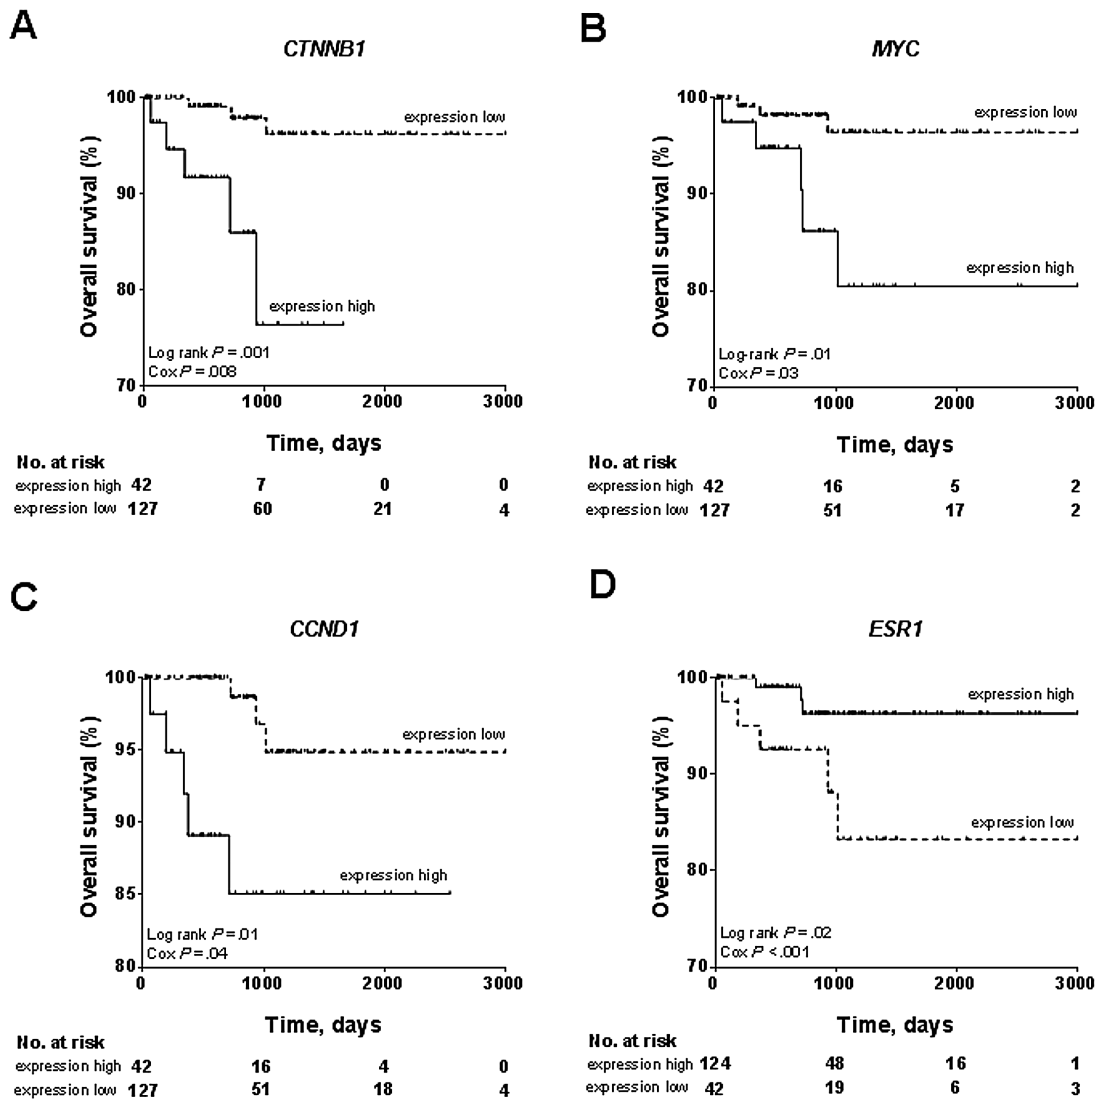 A
CTNNB1
100
90
80
70
Overall survival (%)
expression low
expression high
Log rank P = .001
Cox P = .008
0 1000 2000 3000
Time, days
No. at risk
expression high 42 7 0 0
expression low 127 60 21 4
B
MYC
100
90
80
70
Overall survival (%)
expression low
expression high
Log-rank P = .01
Cox P = .03
0 1000 2000 3000
Time, days
No. at risk
expression high 42 16 5 2
expression low 127 51 17 2
C
CCND1
100
95
90
85
80
Overall survival (%)
expression low
expression high
Log rank P = .01
Cox P = .04
0 1000 2000 3000
Time, days
No. at risk
expression high 42 16 4 0
expression low 127 51 18 4
D
ESR1
100
90
80
70
Overall survival (%)
expression high
expression low
Log rank P = .02
Cox P <.001
0 1000 2000 3000
Time, days
No. at risk
expression high 124 48 16 1
expression low 42 19 6 3